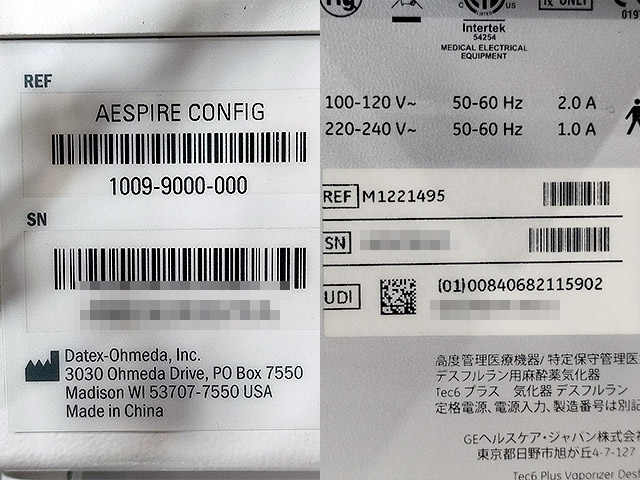 REF
AESPIRE CONFIG
1009-9000-000
SN
Datex-Ohmeda, Inc.
3030 Ohmeda Drive, PO Box 7550
Madison WI 53707-7550 USA
Made in China
Hg
US
Rx ONLY
0197
Intertek
54254
MEDICAL ELECTRICAL
EQUIPMENT
100-120 V~ 50-60 Hz 2.0 A
220-240 V~ 50-60 Hz 1.0 A
REF M1221495
SN
UDI (01)00840682115902
高度管理医療機器/ 特定保守管理医
デスフルラン用麻酔薬気化器
Tec6 プラス 気化器 デスフルラン
定格電源、電源入力、製造番号は別記
GEヘルスケア・ジャパン株式会
東京都日野市旭が丘4-7-127
Tec6 Plus Vaporizer Desf